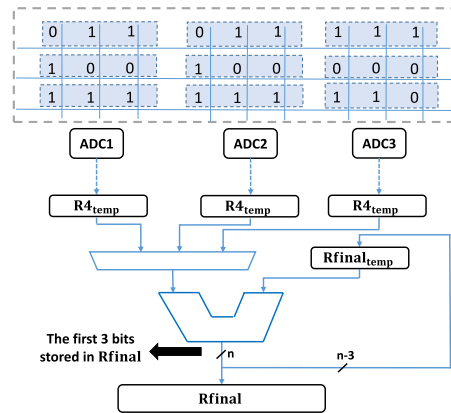 0 1 1 0 1 1 1 1 1
1 0 0 1 0 0 0 0 0
1 1 1 1 1 1 1 1 0
ADC1 ADC2 ADC3
R4temp R4temp R4temp
Rfinaltemp
The first 3 bits
stored in Rfinal
n n-3
Rfinal